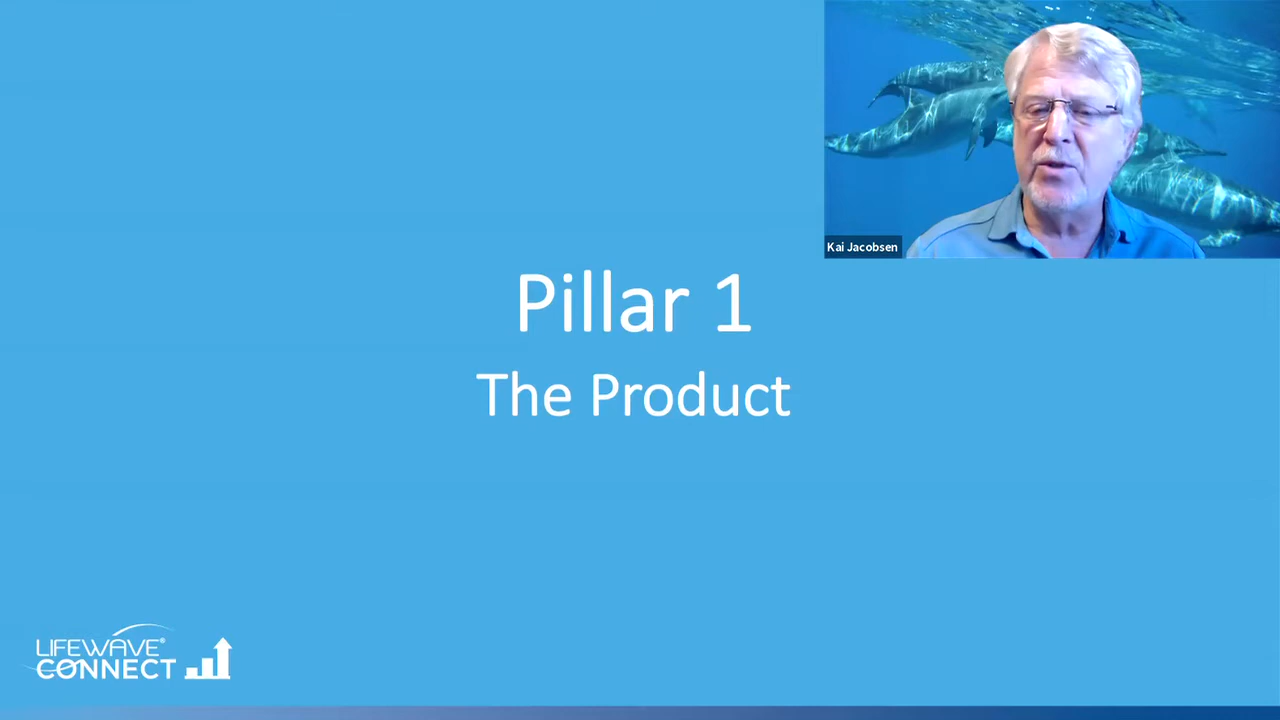 Kai Jacobsen
Pillar 1
The Product
LIFEWAVE®
CONNECT